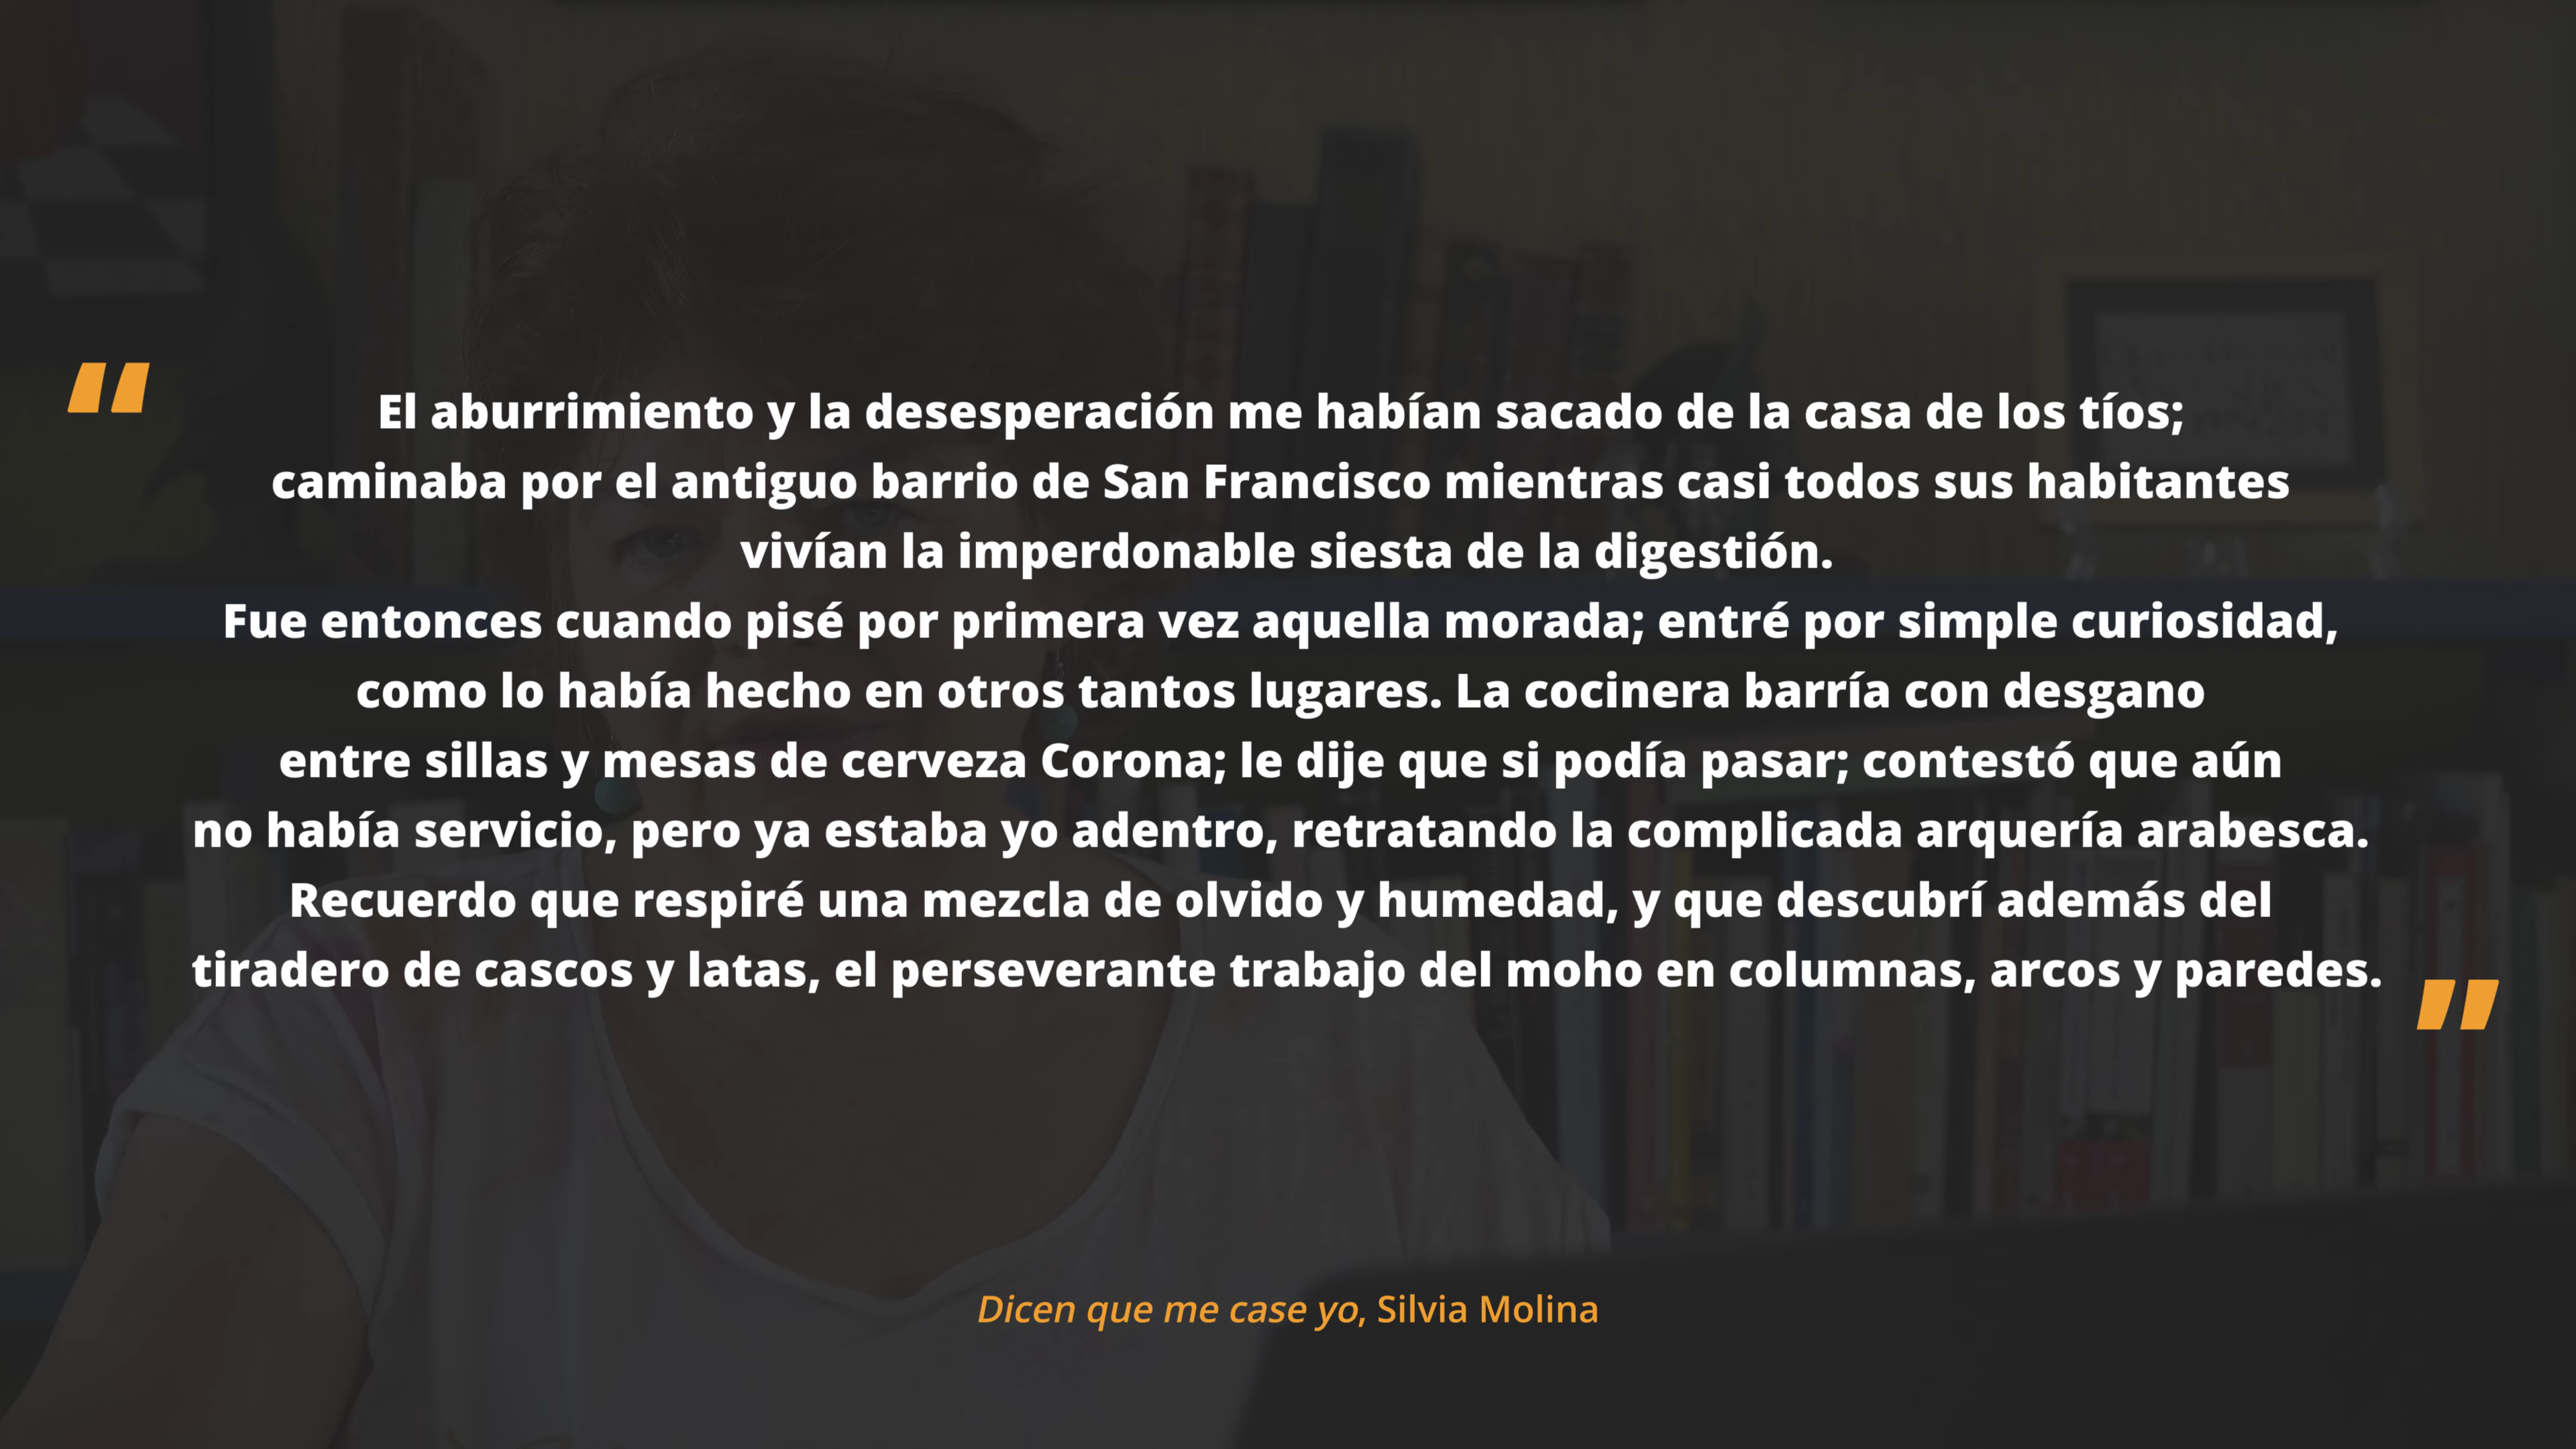 “
El aburrimiento y la desesperación me habían sacado de la casa de los tíos;
caminaba por el antiguo barrio de San Francisco mientras casi todos sus habitantes
vivían la imperdonable siesta de la digestión.
Fue entonces cuando pisé por primera vez aquella morada; entré por simple curiosidad,
como lo había hecho en otros tantos lugares. La cocinera barría con desgano
entre sillas y mesas de cerveza Corona; le dije que si podía pasar; contestó que aún
no había servicio, pero ya estaba yo adentro, retratando la complicada arquería arabesca.
Recuerdo que respiré una mezcla de olvido y humedad, y que descubrí además del
tiradero de cascos y latas, el perseverante trabajo del moho en columnas, arcos y paredes.
”
Dicen que me case yo, Silvia Molina